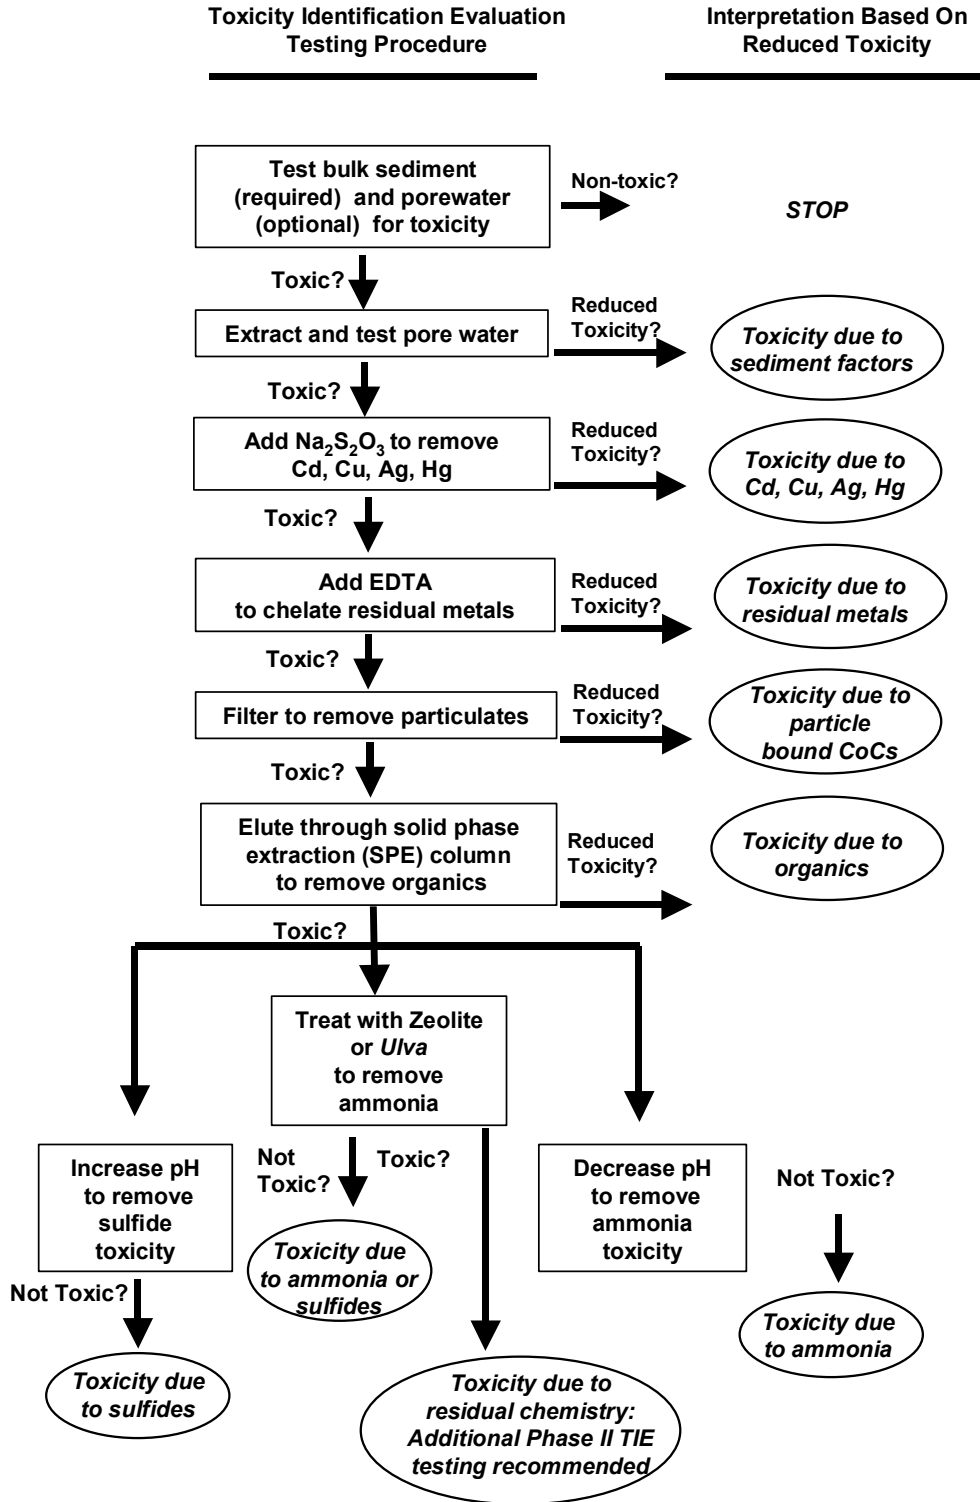 Toxicity Identification Evaluation
Testing Procedure
Interpretation Based On
Reduced Toxicity
Test bulk sediment
(required) and porewater
(optional) for toxicity
Non-toxic?
STOP
Toxic?
Extract and test pore water
Reduced
Toxicity?
Toxicity due to
sediment factors
Toxic?
Add Na₂S₂O₃ to remove
Cd, Cu, Ag, Hg
Reduced
Toxicity?
Toxicity due to
Cd, Cu, Ag, Hg
Toxic?
Add EDTA
to chelate residual metals
Reduced
Toxicity?
Toxicity due to
residual metals
Toxic?
Filter to remove particulates
Reduced
Toxicity?
Toxicity due to
particle
bound CoCs
Toxic?
Elute through solid phase
extraction (SPE) column
to remove organics
Reduced
Toxicity?
Toxicity due to
organics
Toxic?
Treat with Zeolite
or Ulva
to remove
ammonia
Increase pH
to remove
sulfide
toxicity
Not
Toxic?
Toxic?
Decrease pH
to remove
ammonia
toxicity
Not Toxic?
Not Toxic?
Toxicity due
to ammonia or
sulfides
Toxicity due
to ammonia
Toxicity due
to sulfides
Toxicity due to
residual chemistry:
Additional Phase II TIE
testing recommended